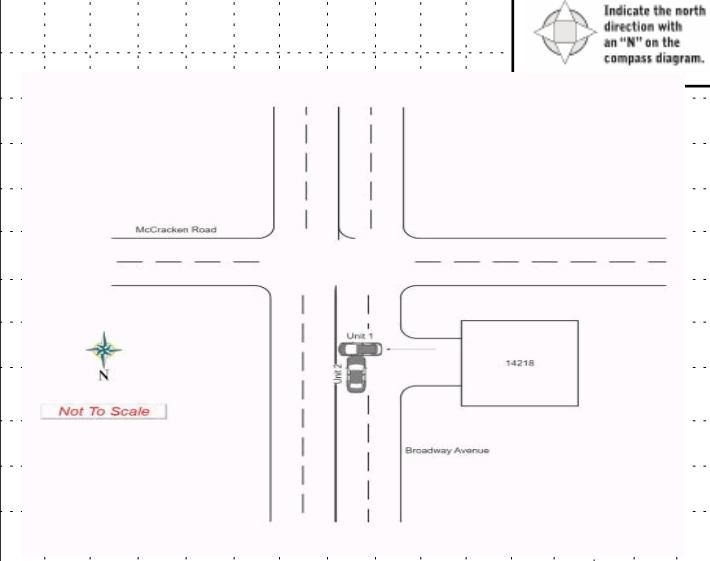 Indicate the north
direction with
an “N” on the
compass diagram.
McCracken Road
Unit 1
Unit 2
14218
N
Not To Scale
Broadway Avenue